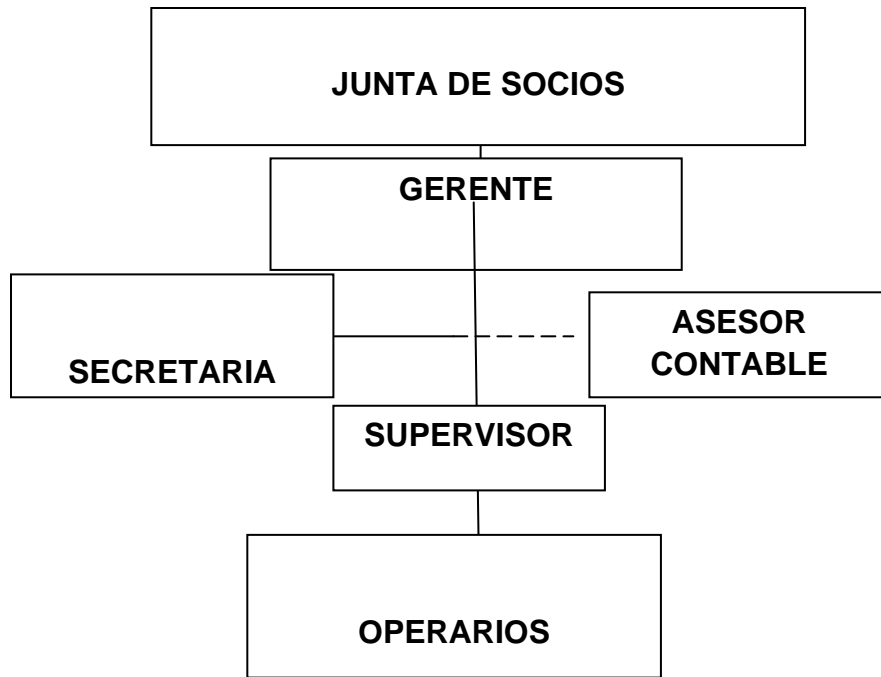 JUNTA DE SOCIOS
GERENTE
SECRETARIA
ASESOR
CONTABLE
SUPERVISOR
OPERARIOS